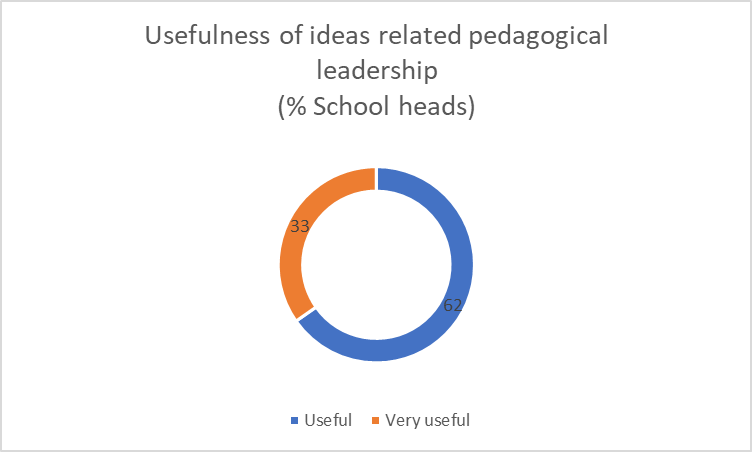 Usefulness of ideas related pedagogical
leadership
(% School heads)
33
62
Useful
Very useful